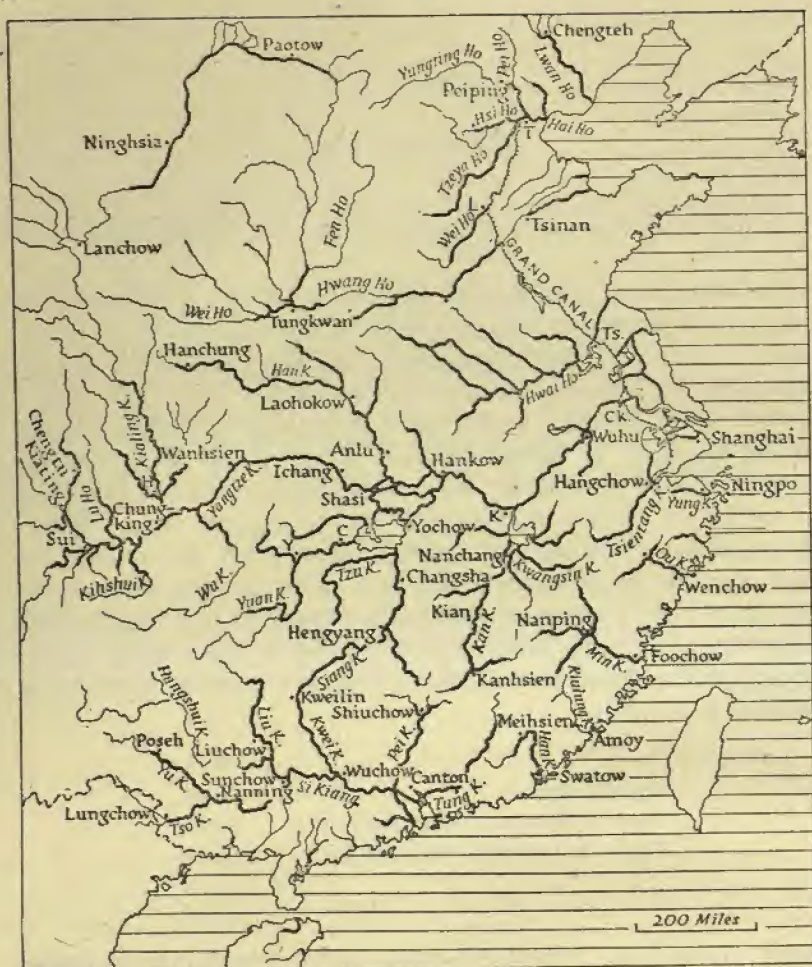 Chengteh
Paotow
Yungting Ho
Pei Ho
Lwan Ho
Peiping
Hsi Ho
Hai Ho
T
Ninghsia
Tzeya Ho
Fen Ho
Wei Ho
L
Tsinan
Lanchow
GRAND CANAL
Hwang Ho
Wei Ho
Tungkwan
Ts.
Hanchung
Han K.
Hwai Ho
Laohokow
Kialing K.
Chengtu
Kiating
Lu Ho
Wanhsien
Anlu
Ck.
Wuhu
Shanghai
Ichang
Hankow
H
Yangtze K.
Hangchow
Ningpo
Chung
King
Shasi
Yung K.
K
Sui
C
Yochow
Tsientang K.
Nanchang
Ou K.
Kihshui K.
Wu K.
Tzu K.
Changsha
Kwangsin K.
Wenchow
Yuan K.
Kian
Nanping
Hengyang
Kan K.
Min K.
Foochow
Siang K.
Kanhsien
Hungshui K.
Kweilin
Shiuchow
Kiulung K.
Liu K.
Meihsien
Poseh
Liuchow
Kwei K.
Pei K.
Han
Amoy
Yu K.
Sunchow
Wuchow
Canton
Swatow
Nanning
Si Kiang
Tung K.
Lungchow
Tso K.
200 Miles